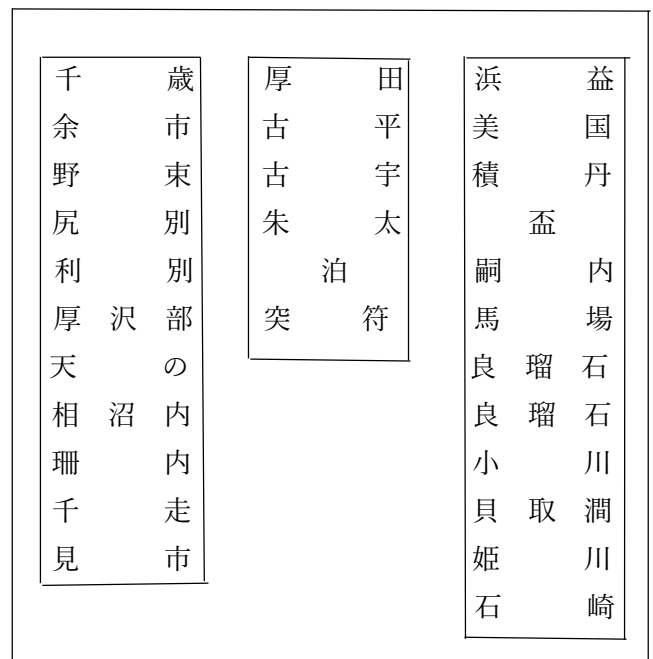 千歳
余市
野束
尻別
利別
厚沢部
天の
相沼内
珊内
千走
見市
厚田
古平
古宇
朱太
泊
突符
浜益
美国
積丹
盃
嗣内
馬場
良瑠石
良瑠石
小川
貝取澗
姫川
石崎